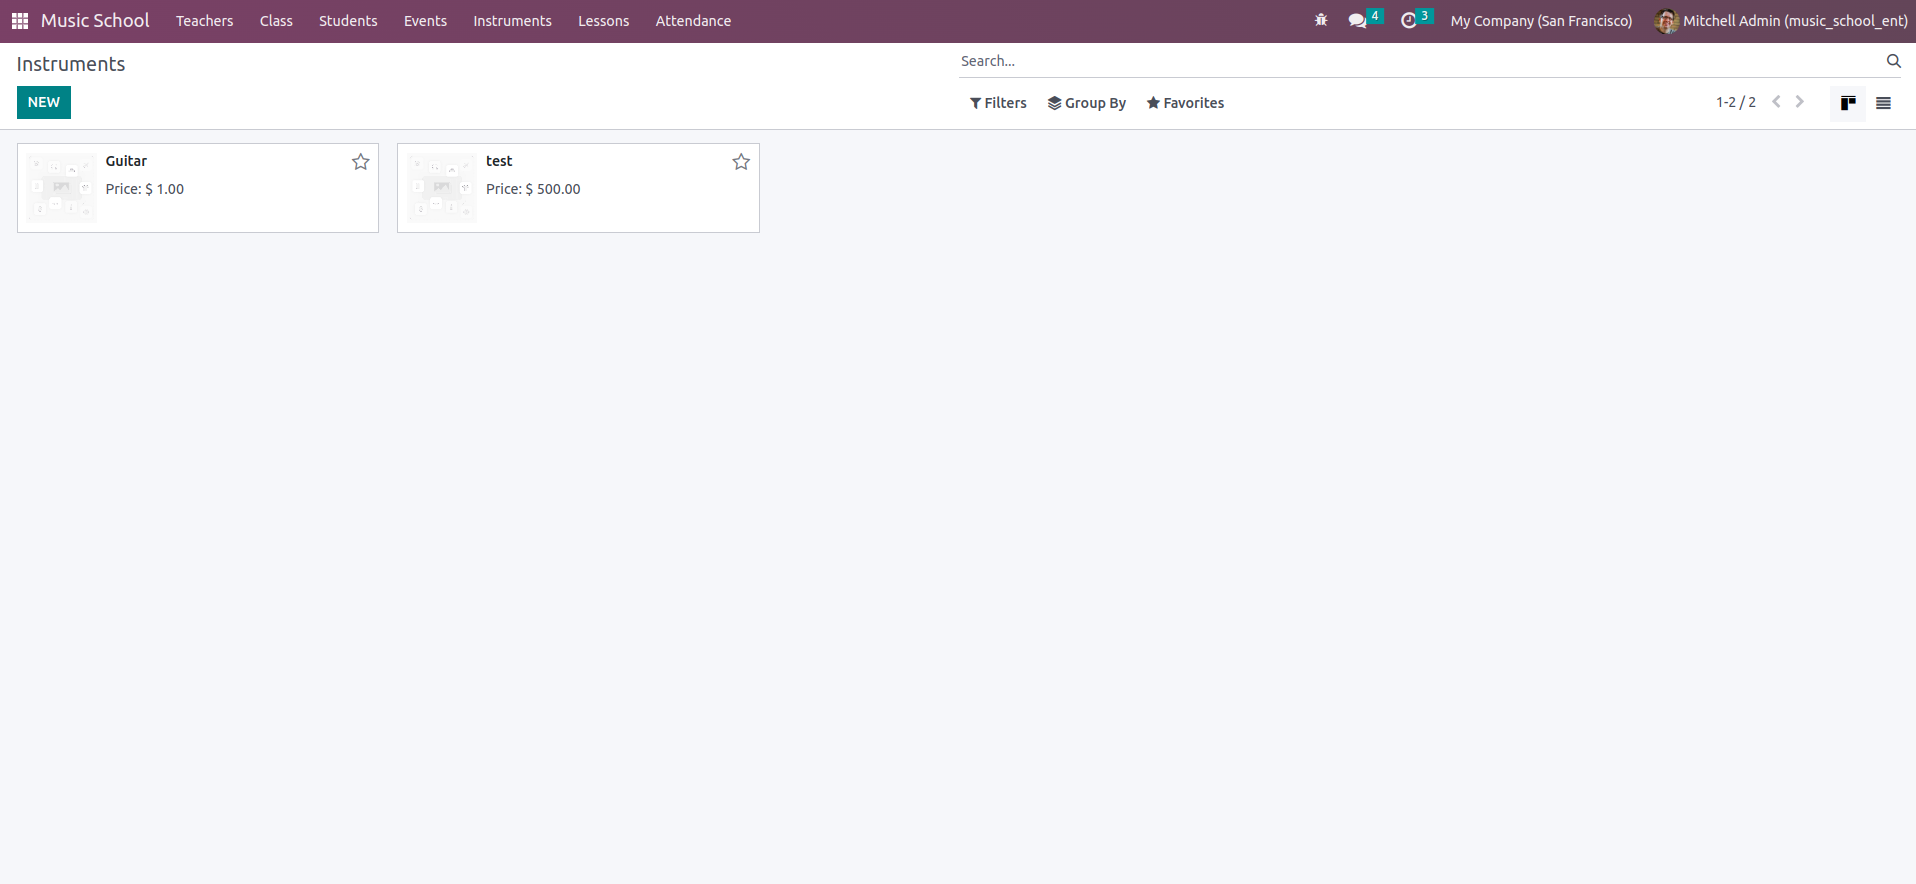 Music School Teachers Class Students Events Instruments Lessons Attendance 4 3 My Company (San Francisco) Mitchell Admin (music_school_ent)
Instruments
Search...
NEW
Filters Group By Favorites 1-2 / 2
Guitar
Price: $ 1.00
test
Price: $ 500.00